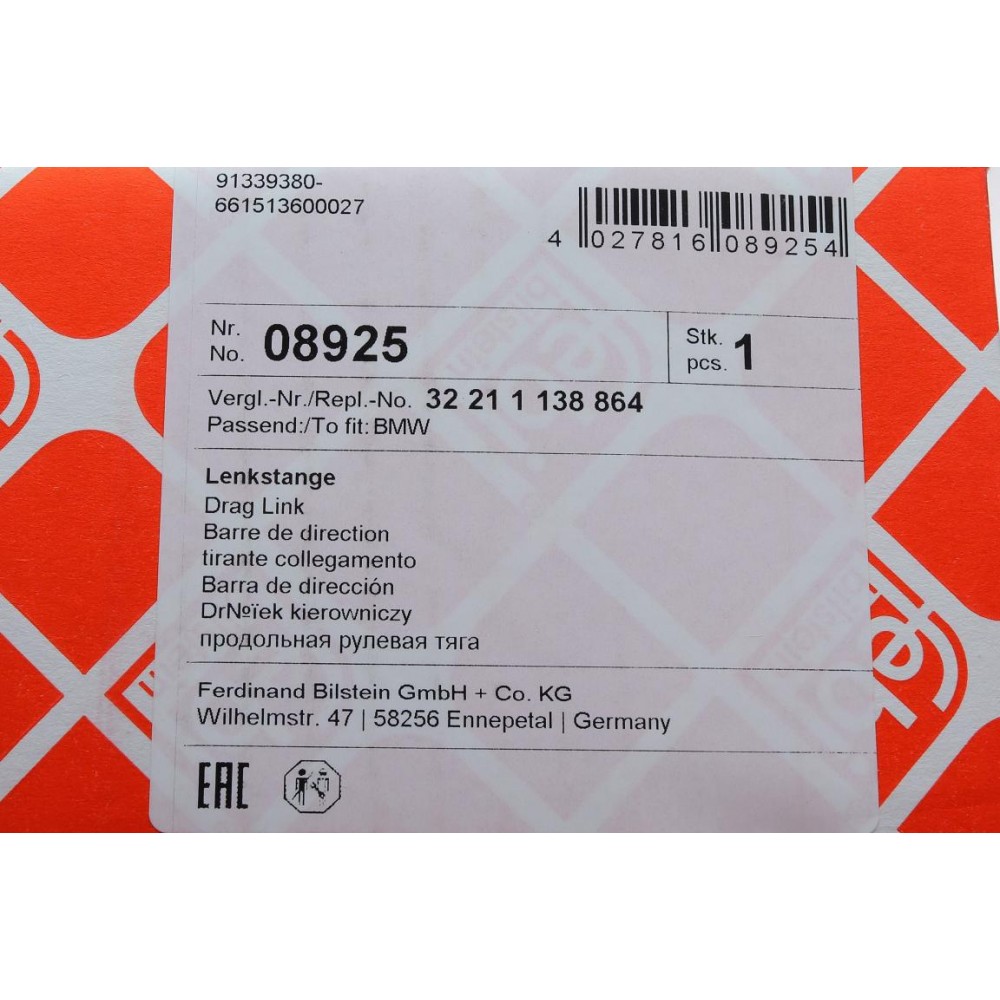 91339380-
661513600027
4 027816 089254
Nr.
No. 08925
Stk.
pcs. 1
Vergl.-Nr./Repl.-No. 32 21 1 138 864
Passend:/To fit: BMW
Lenkstange
Drag Link
Barre de direction
tirante collegamento
Barra de dirección
Dr№їek kierowniczy
продольная рулевая тяга
Ferdinand Bilstein GmbH + Co. KG
Wilhelmstr. 47 | 58256 Ennepetal | Germany
EAC